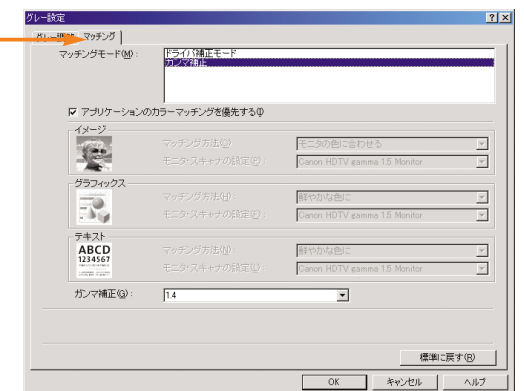 グレー設定
グレー調整 マッチング
マッチングモード(M):
ドライバ補正モード
ガンマ補正
アプリケーションのカラーマッチングを優先する(I)
イメージ
マッチング方法(O) モニタの色に合わせる
モニタ・スキャナの設定(P): Canon HDTV gamma 1.5 Monitor
グラフィックス
マッチング方法(H) 鮮やかな色に
モニタ・スキャナの設定(F): Canon HDTV gamma 1.5 Monitor
テキスト
ABCD
1234567
マッチング方法(N) 鮮やかな色に
モニタ・スキャナの設定(L): Canon HDTV gamma 1.5 Monitor
ガンマ補正(G): 1.4
標準に戻す(R)
OK キャンセル ヘルプ